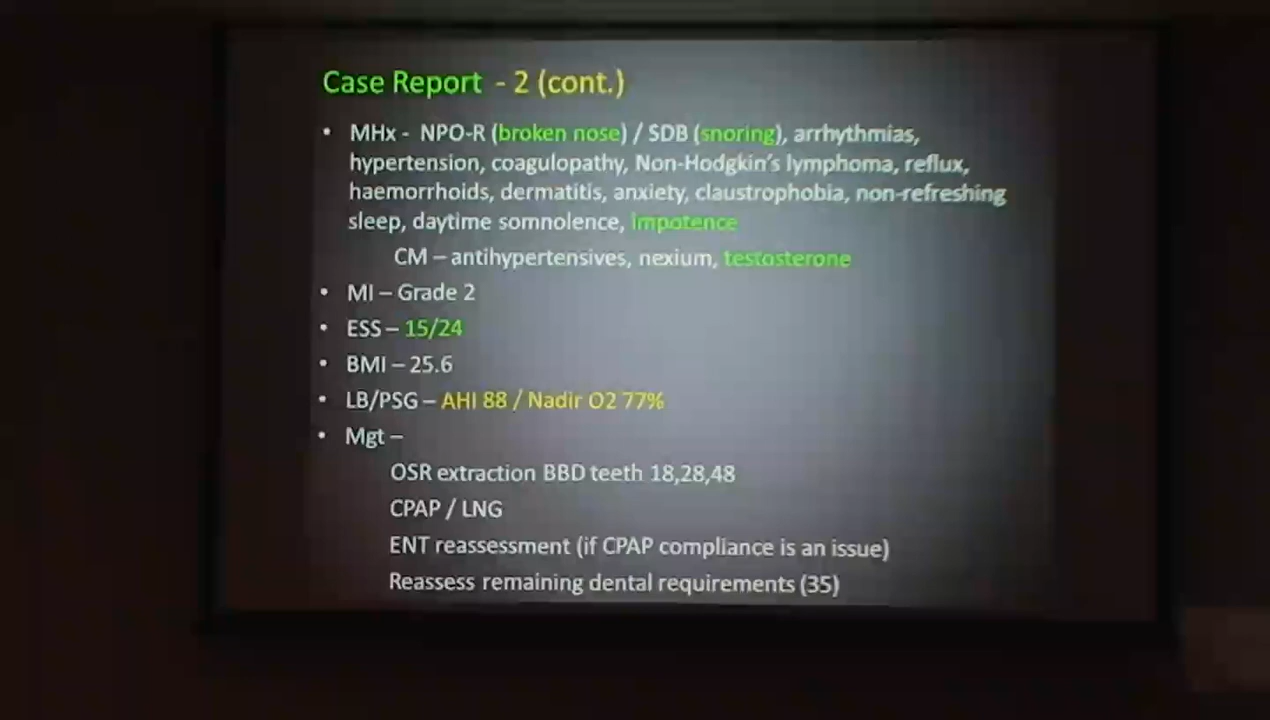 Case Report - 2 (cont.)
• MHx - NPO-R (broken nose) / SDB (snoring), arrhythmias,
hypertension, coagulopathy, Non-Hodgkin's lymphoma, reflux,
haemorrhoids, dermatitis, anxiety, claustrophobia, non-refreshing
sleep, daytime somnolence, impotence
CM – antihypertensives, nexium, testosterone
• MI – Grade 2
• ESS – 15/24
• BMI – 25.6
• LB/PSG – AHI 88 / Nadir O2 77%
• Mgt –
OSR extraction BBD teeth 18,28,48
CPAP / LNG
ENT reassessment (if CPAP compliance is an issue)
Reassess remaining dental requirements (35)